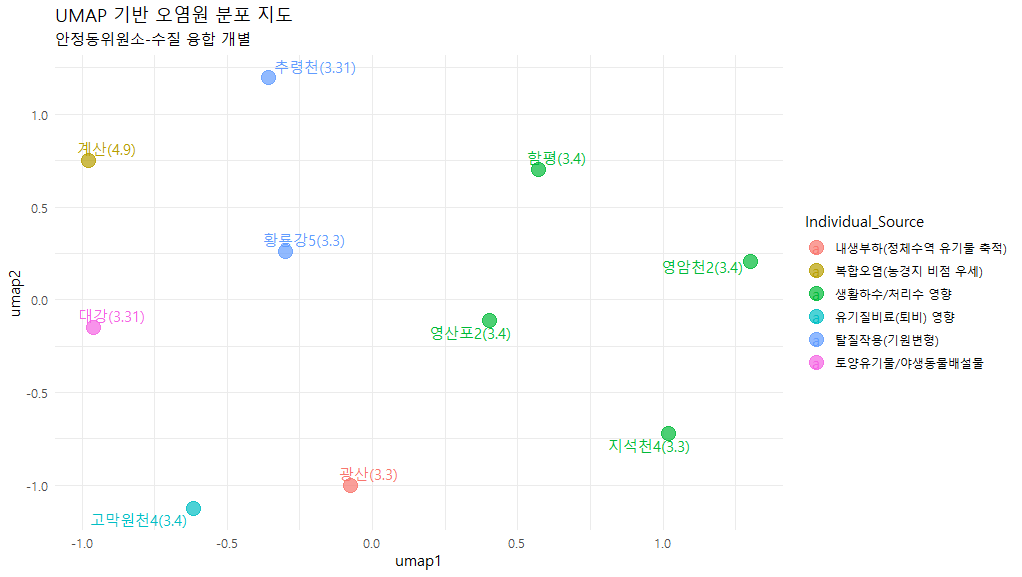 UMAP 기반 오염원 분포 지도
안정동위원소-수질 융합 개별
추령천(3.31)
계산(4.9)
함평(3.4)
황룡강5(3.3)
영암천2(3.4)
대강(3.31)
영산포2(3.4)
지석천4(3.3)
광산(3.3)
고막원천4(3.4)
1.0
0.5
0.0
-0.5
-1.0
umap2
-1.0
-0.5
0.0
0.5
1.0
umap1
Individual_Source
a 내생부하(정체수역 유기물 축적)
a 복합오염(농경지 비점 우세)
a 생활하수/처리수 영향
a 유기질비료(퇴비) 영향
a 탈질작용(기원변형)
a 토양유기물/야생동물배설물